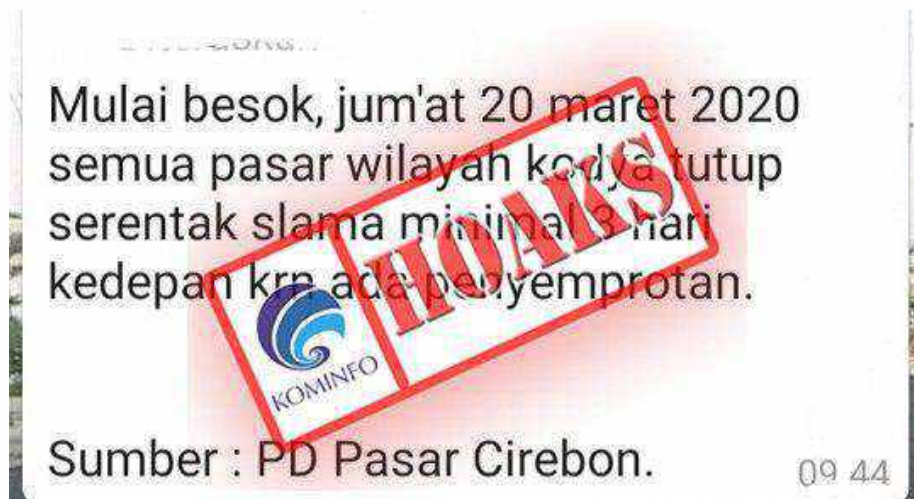 Mulai besok, jum'at 20 maret 2020
semua pasar wilayah kodya tutup
serentak slama minimal 3 hari
kedepan krn ada penyemprotan.
HOAKS
KOMINFO
Sumber : PD Pasar Cirebon.
09 44